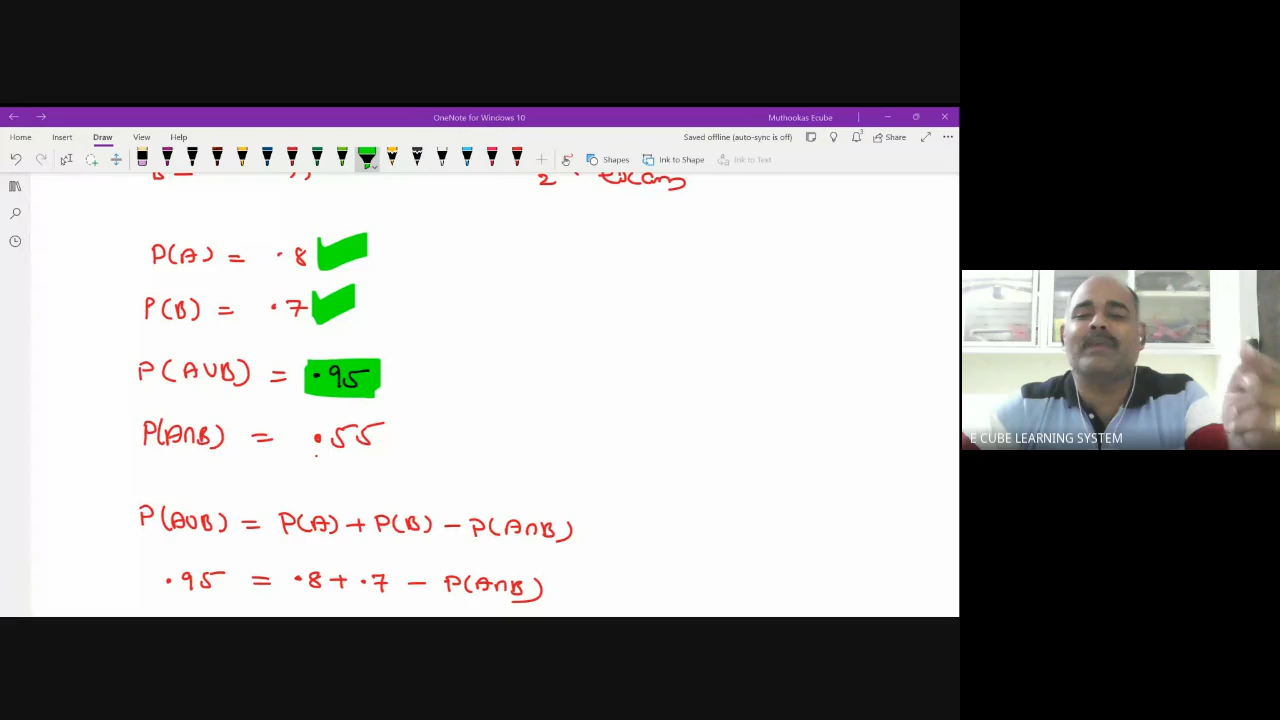 OneNote for Windows 10
Muthookas Ecube
Home Insert Draw View Help
Saved offline (auto-sync is off) Share
Shapes Ink to Shape Ink to Text
B = ,,
2
P(A) = .8
P(B) = .7
P(A∪B) = .95
P(A∩B) = .55
P(A∪B) = P(A) + P(B) - P(A∩B)
.95 = .8 + .7 - P(A∩B)
E CUBE LEARNING SYSTEM